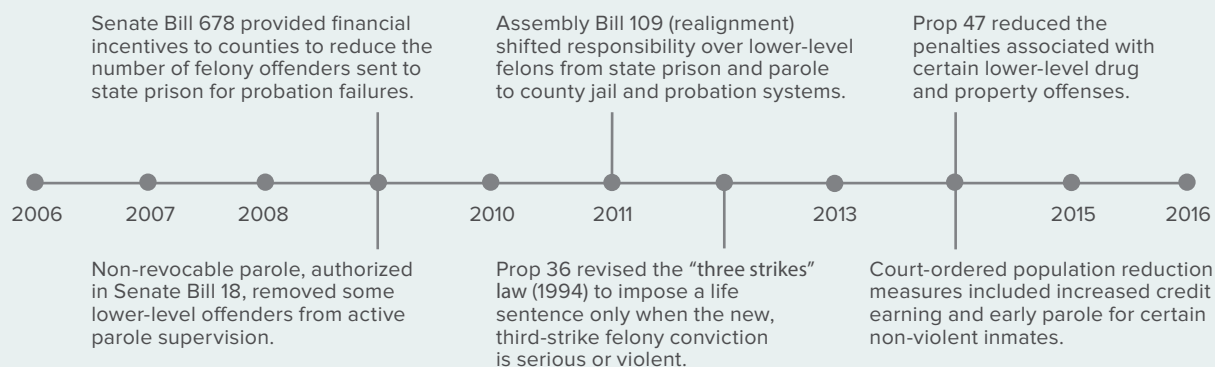 Senate Bill 678 provided financial
incentives to counties to reduce the
number of felony offenders sent to
state prison for probation failures.
Assembly Bill 109 (realignment)
shifted responsibility over lower-level
felons from state prison and parole
to county jail and probation systems.
Prop 47 reduced the
penalties associated with
certain lower-level drug
and property offenses.
2006
2007
2008
2010
2011
2013
2015
2016
Non-revocable parole, authorized
in Senate Bill 18, removed some
lower-level offenders from active
parole supervision.
Prop 36 revised the “three strikes”
law (1994) to impose a life
sentence only when the new,
third-strike felony conviction
is serious or violent.
Court-ordered population reduction
measures included increased credit
earning and early parole for certain
non-violent inmates.